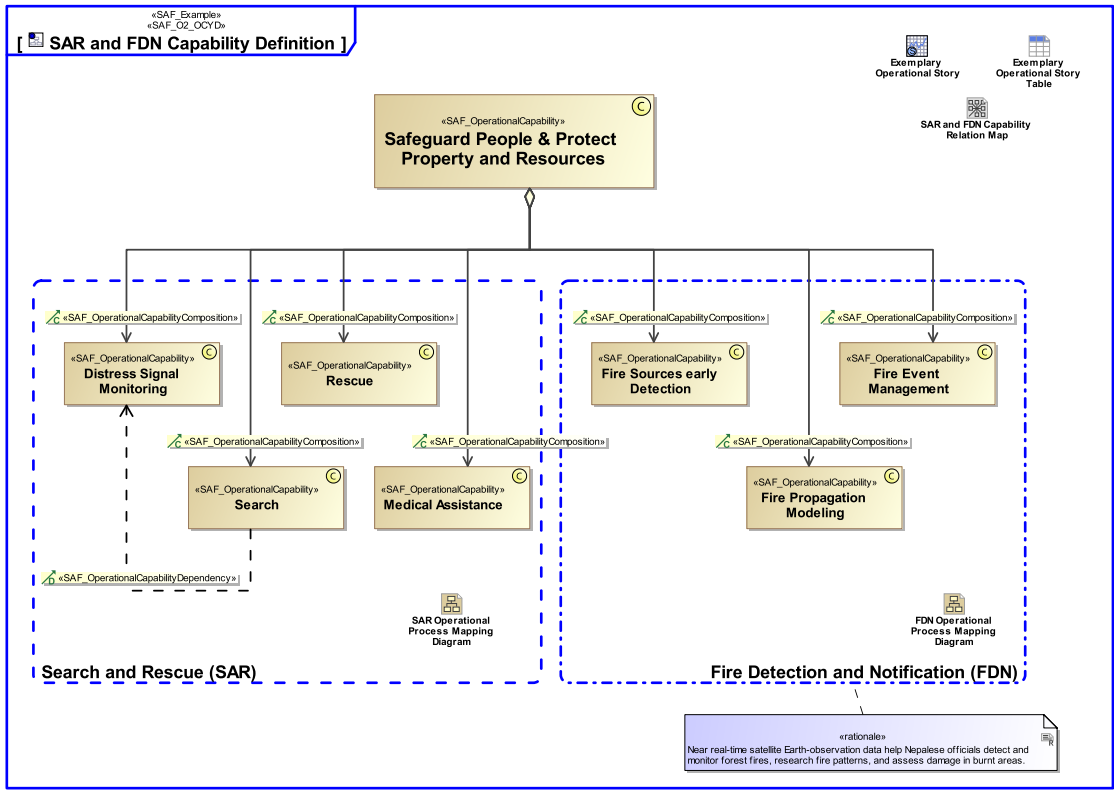 «SAF_Example»
«SAF_O2_OCYD»
[ SAR and FDN Capability Definition ]
Exemplary
Operational Story
Exemplary
Operational Story
Table
SAR and FDN Capability
Relation Map
C
«SAF_OperationalCapability»
Safeguard People & Protect
Property and Resources
C «SAF_OperationalCapabilityComposition»
C «SAF_OperationalCapabilityComposition»
C «SAF_OperationalCapabilityComposition»
C «SAF_OperationalCapabilityComposition»
C
«SAF_OperationalCapability»
Distress Signal
Monitoring
C
«SAF_OperationalCapability»
Rescue
C
«SAF_OperationalCapability»
Fire Sources early
Detection
C
«SAF_OperationalCapability»
Fire Event
Management
C «SAF_OperationalCapabilityComposition»
C «SAF_OperationalCapabilityComposition»
C «SAF_OperationalCapabilityComposition»
C
«SAF_OperationalCapability»
Search
C
«SAF_OperationalCapability»
Medical Assistance
C
«SAF_OperationalCapability»
Fire Propagation
Modeling
D «SAF_OperationalCapabilityDependency»
SAR Operational
Process Mapping
Diagram
FDN Operational
Process Mapping
Diagram
Search and Rescue (SAR)
Fire Detection and Notification (FDN)
«rationale»
R
Near real-time satellite Earth-observation data help Nepalese officials detect and
monitor forest fires, research fire patterns, and assess damage in burnt areas.